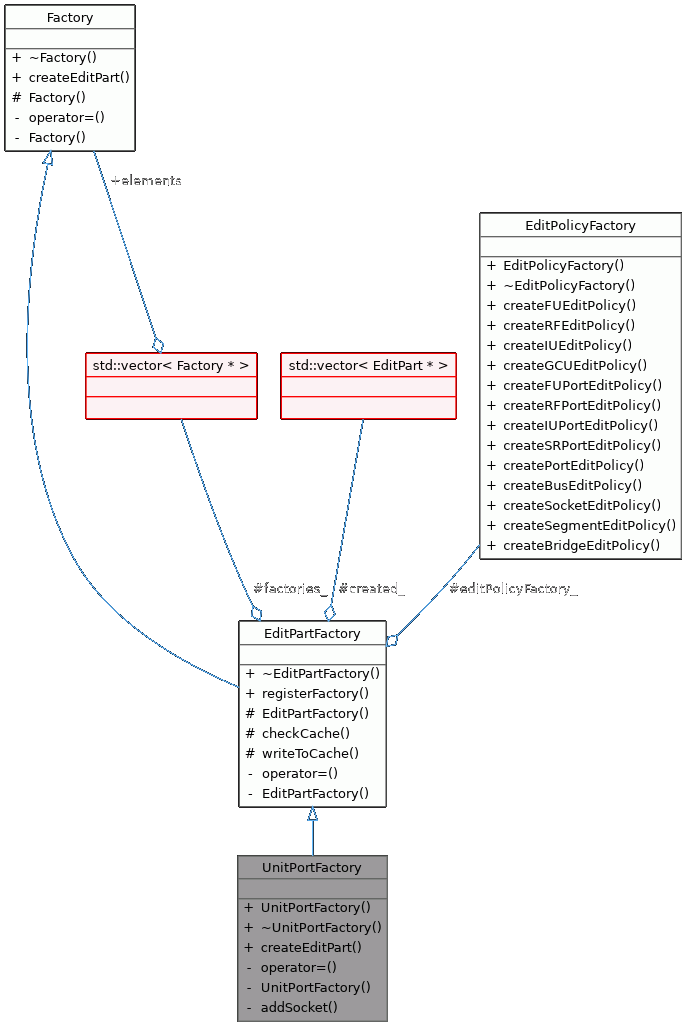 Factory
+ ~Factory()
+ createEditPart()
# Factory()
- operator=()
- Factory()
+elements
EditPolicyFactory
+ EditPolicyFactory()
+ ~EditPolicyFactory()
+ createFUEditPolicy()
+ createRFEditPolicy()
+ createIUEditPolicy()
+ createGCUEditPolicy()
+ createFUPortEditPolicy()
+ createRFPortEditPolicy()
+ createIUPortEditPolicy()
+ createSRPortEditPolicy()
+ createPortEditPolicy()
+ createBusEditPolicy()
+ createSocketEditPolicy()
+ createSegmentEditPolicy()
+ createBridgeEditPolicy()
std::vector< Factory * >
std::vector< EditPart * >
#factories_
#created_
#editPolicyFactory_
EditPartFactory
+ ~EditPartFactory()
+ registerFactory()
# EditPartFactory()
# checkCache()
# writeToCache()
- operator=()
- EditPartFactory()
UnitPortFactory
+ UnitPortFactory()
+ ~UnitPortFactory()
+ createEditPart()
- operator=()
- UnitPortFactory()
- addSocket()